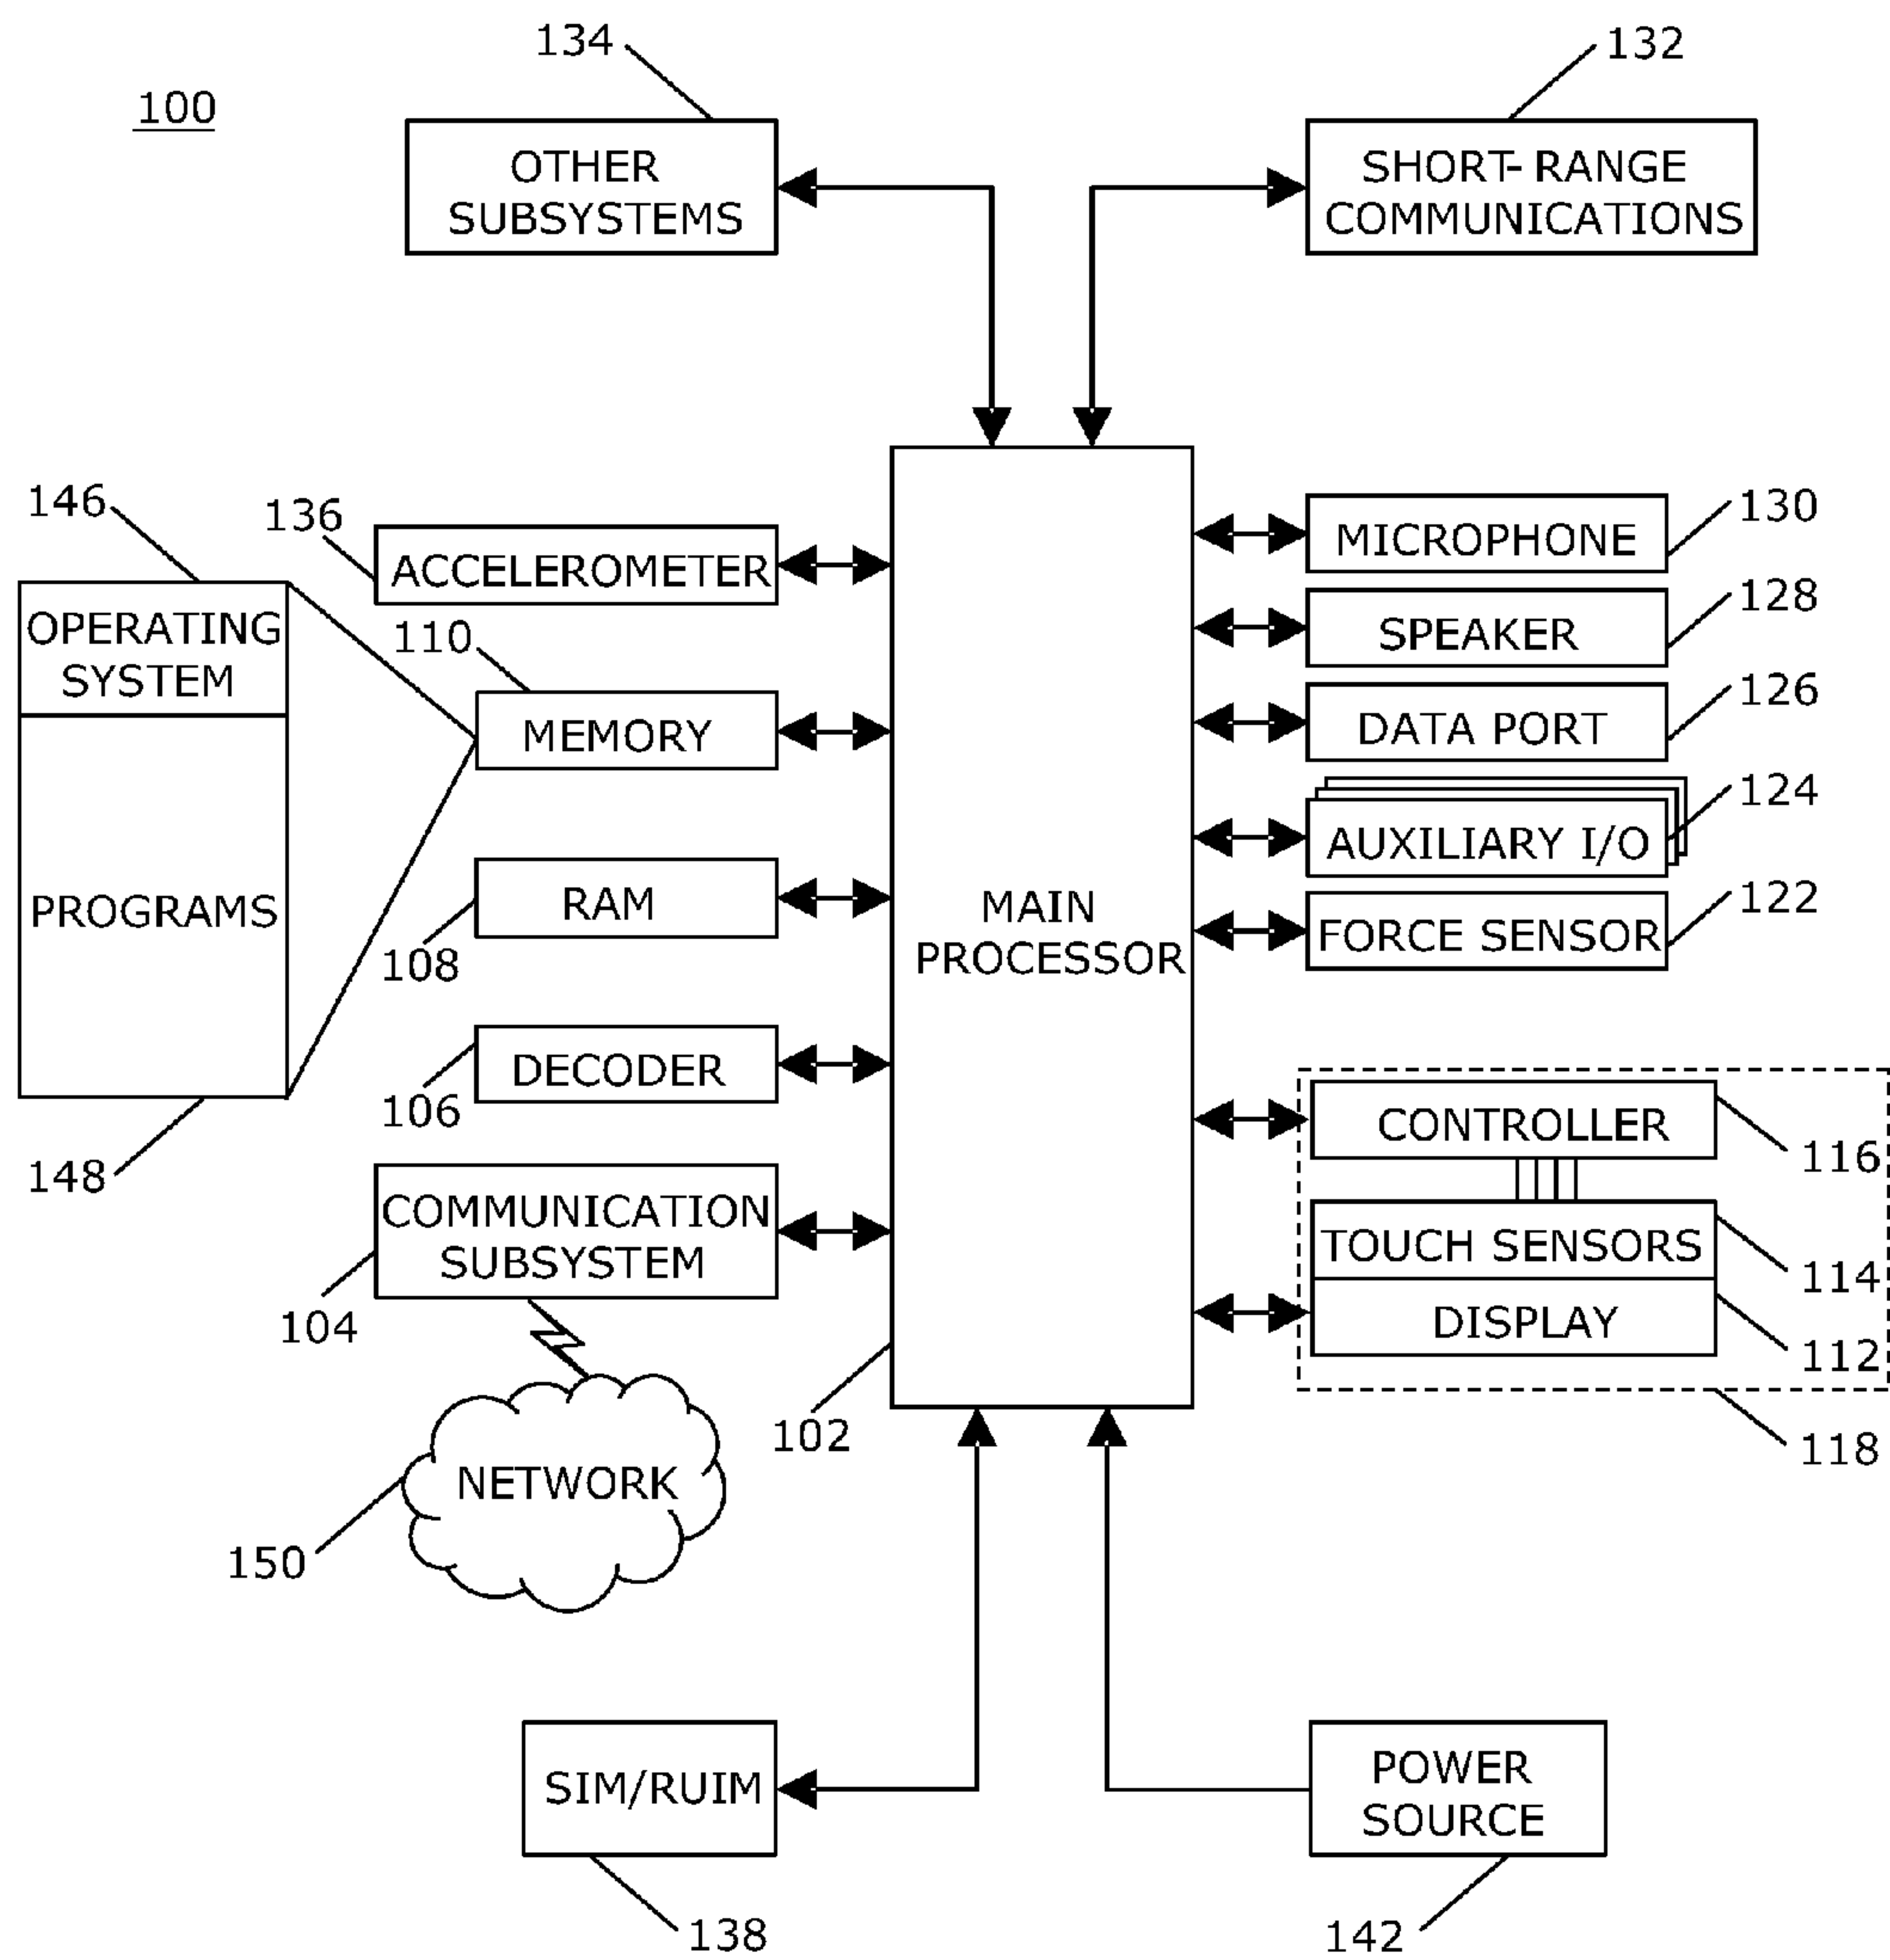 134
132
100
OTHER
SUBSYSTEMS
SHORT-RANGE
COMMUNICATIONS
146
136
ACCELEROMETER
130
MICROPHONE
OPERATING
SYSTEM
110
MEMORY
128
SPEAKER
126
DATA PORT
124
AUXILIARY I/O
PROGRAMS
RAM
108
MAIN
PROCESSOR
122
FORCE SENSOR
DECODER
106
148
CONTROLLER
116
COMMUNICATION
SUBSYSTEM
104
TOUCH SENSORS
114
DISPLAY
112
102
118
NETWORK
150
SIM/RUIM
138
POWER
SOURCE
142